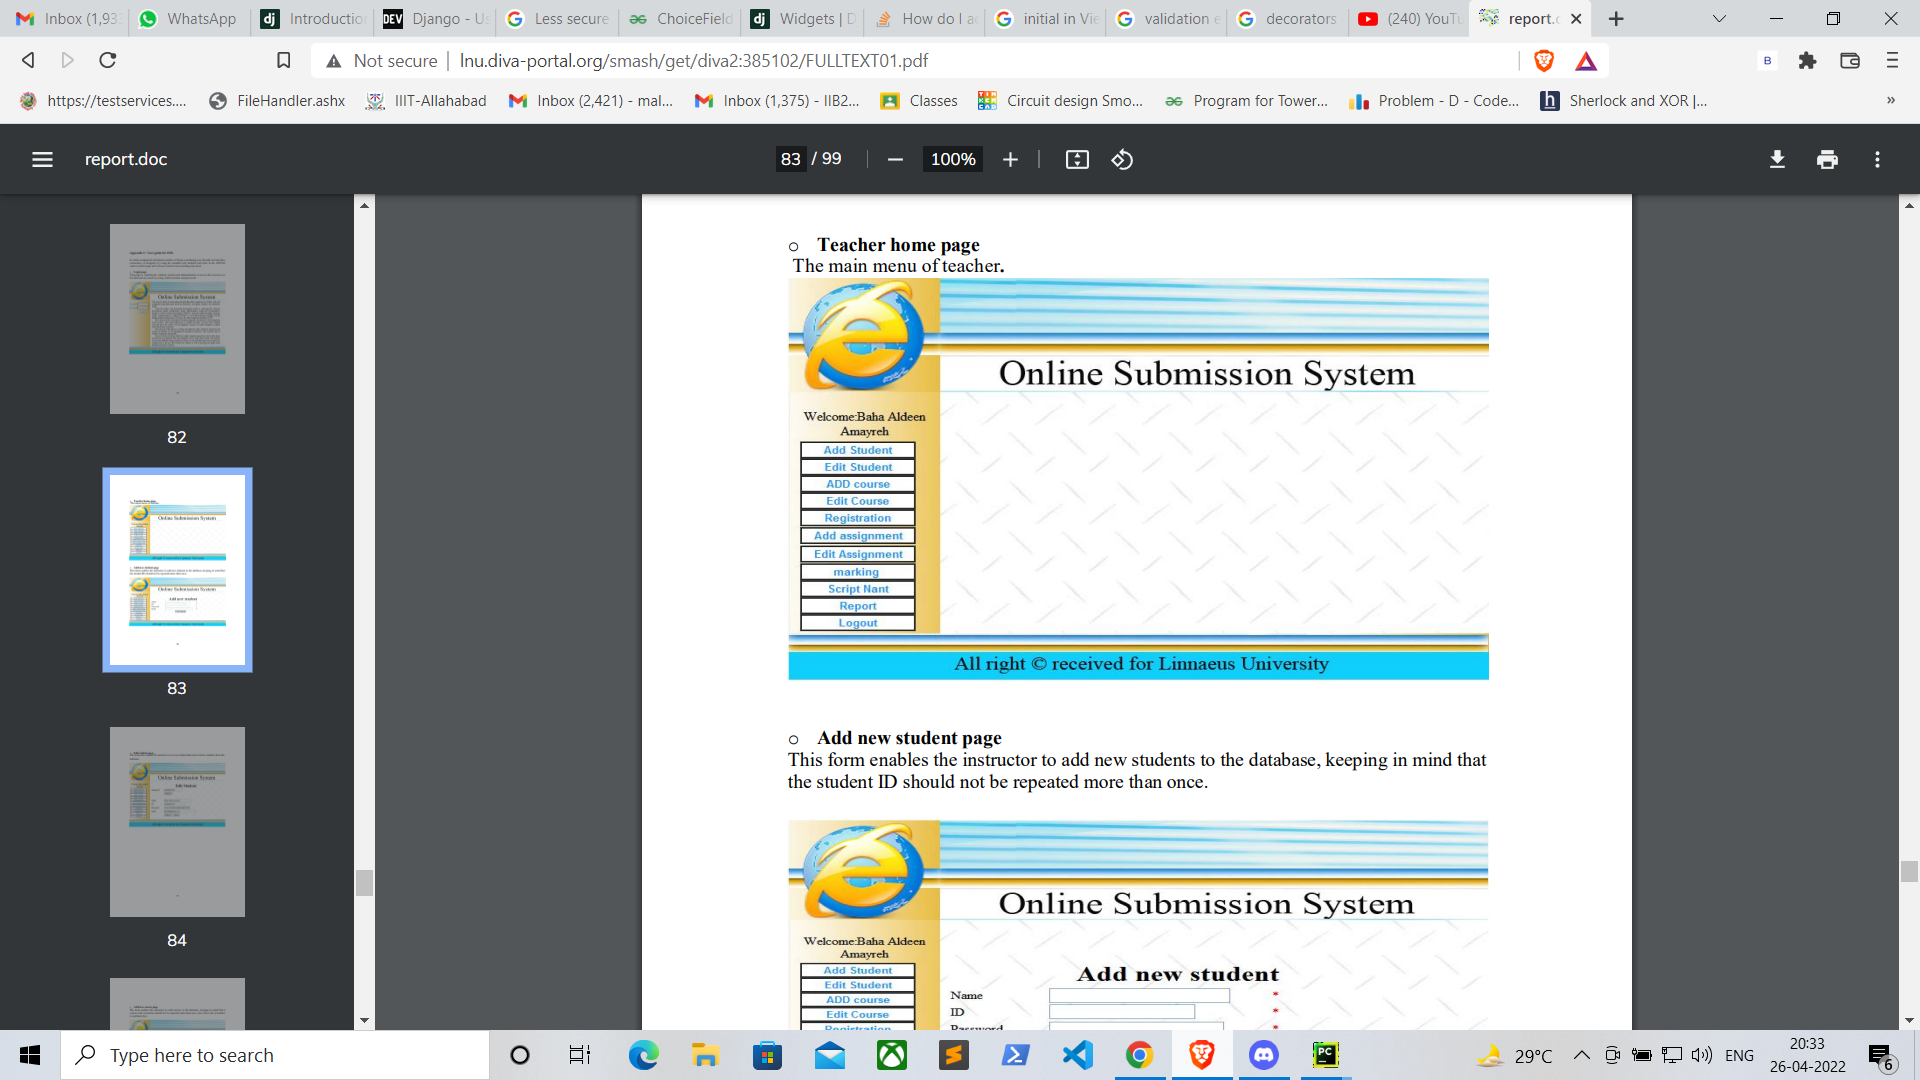 Inbox (1,933
WhatsApp
Introduction
DEV
Django - Us
Less secure
ChoiceField
Widgets | D
How do I ac
initial in Vie
validation e
decorators
(240) YouTu
report.c
Not secure
lnu.diva-portal.org/smash/get/diva2:385102/FULLTEXT01.pdf
B
https://testservices....
FileHandler.ashx
IIIT-Allahabad
Inbox (2,421) - mal...
Inbox (1,375) - IIB2...
Classes
Circuit design Smo...
Program for Tower...
Problem - D - Code...
Sherlock and XOR |...
»
report.doc
83 / 99
100%
82
83
84
o Teacher home page
The main menu of teacher.
Online Submission System
Welcome:Baha Aldeen
Amayreh
Add Student
Edit Student
ADD course
Edit Course
Registration
Add assignment
Edit Assignment
marking
Script Nant
Report
Logout
All right © received for Linnaeus University
o Add new student page
This form enables the instructor to add new students to the database, keeping in mind that
the student ID should not be repeated more than once.
Online Submission System
Welcome:Baha Aldeen
Amayreh
Add Student
Edit Student
ADD course
Edit Course
Registration
Add new student
Name *
ID *
Password *
Type here to search
29°C
ENG
20:33
26-04-2022
6